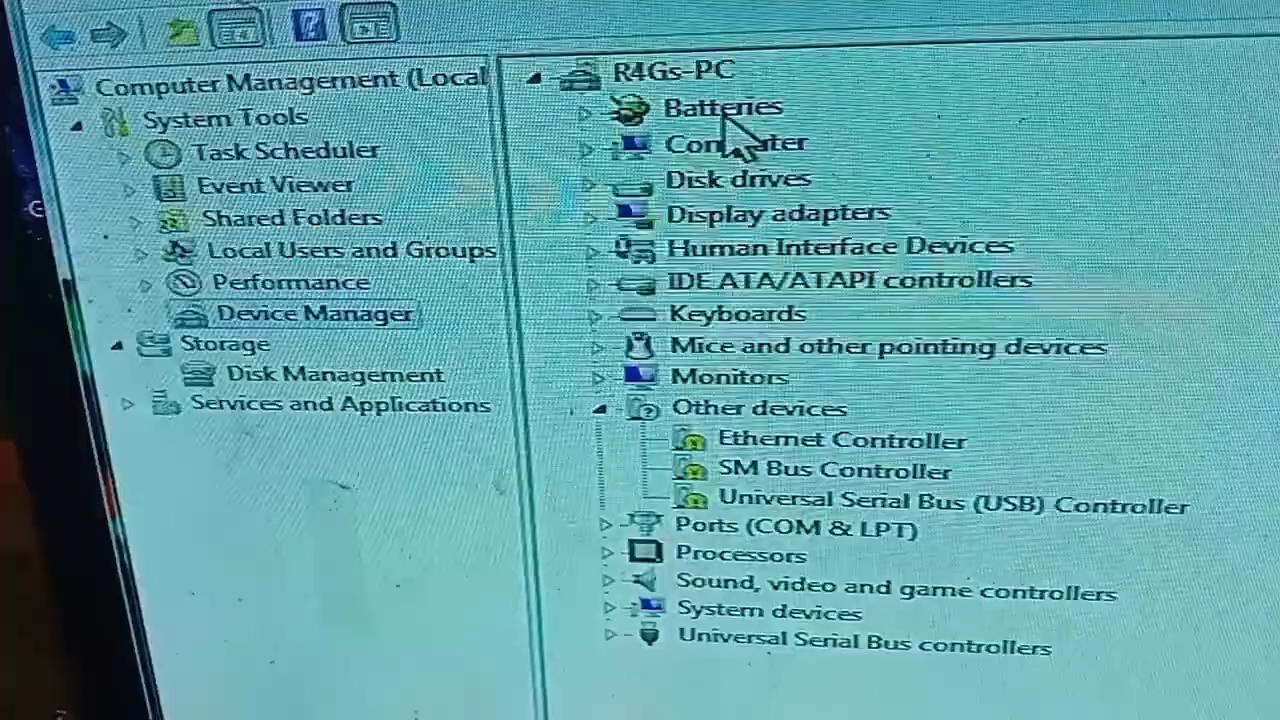 Computer Management (Local
System Tools
Task Scheduler
Event Viewer
Shared Folders
Local Users and Groups
Performance
Device Manager
Storage
Disk Management
Services and Applications
R4Gs-PC
Batteries
Computer
Disk drives
Display adapters
Human Interface Devices
IDE ATA/ATAPI controllers
Keyboards
Mice and other pointing devices
Monitors
Other devices
Ethernet Controller
SM Bus Controller
Universal Serial Bus (USB) Controller
Ports (COM & LPT)
Processors
Sound, video and game controllers
System devices
Universal Serial Bus controllers